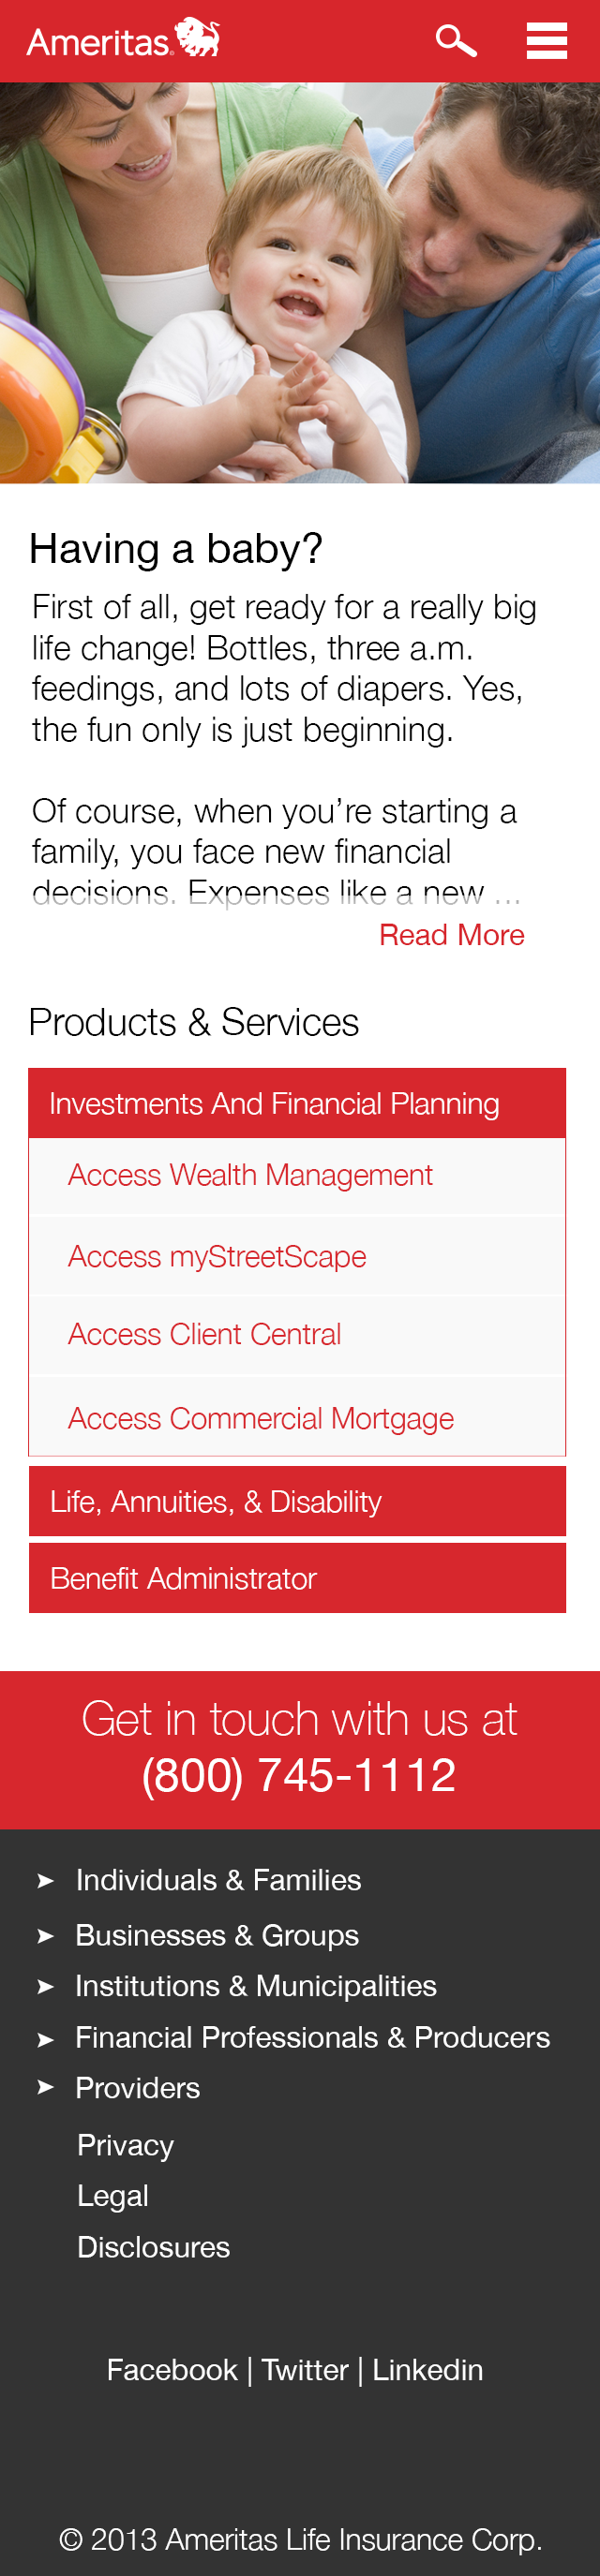 Ameritas
Having a baby?
First of all, get ready for a really big
life change! Bottles, three a.m.
feedings, and lots of diapers. Yes,
the fun only is just beginning.
Of course, when you’re starting a
family, you face new financial
decisions. Expenses like a new ...
Read More
Products & Services
Investments And Financial Planning
Access Wealth Management
Access myStreetScape
Access Client Central
Access Commercial Mortgage
Life, Annuities, & Disability
Benefit Administrator
Get in touch with us at
(800) 745-1112
➤ Individuals & Families
➤ Businesses & Groups
➤ Institutions & Municipalities
➤ Financial Professionals & Producers
➤ Providers
Privacy
Legal
Disclosures
Facebook | Twitter | Linkedin
© 2013 Ameritas Life Insurance Corp.